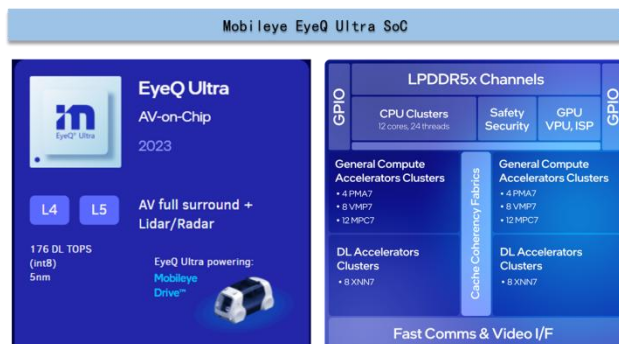 Mobileye EyeQ Ultra SoC
EyeQ® Ultra
EyeQ Ultra
AV-on-Chip
2023
L4
L5
AV full surround +
Lidar/Radar
176 DL TOPS
(int8)
5nm
EyeQ Ultra powering:
Mobileye
Drive™
GPIO
LPDDR5x Channels
GPIO
CPU Clusters
12 cores, 24 threads
Safety
Security
GPU
VPU, ISP
General Compute
Accelerators Clusters
• 4 PMA7
• 8 VMP7
• 12 MPC7
Cache Coherency Fabrics
General Compute
Accelerators Clusters
• 4 PMA7
• 8 VMP7
• 12 MPC7
DL Accelerators
Clusters
• 8 XNN7
DL Accelerators
Clusters
• 8 XNN7
Fast Comms & Video I/F